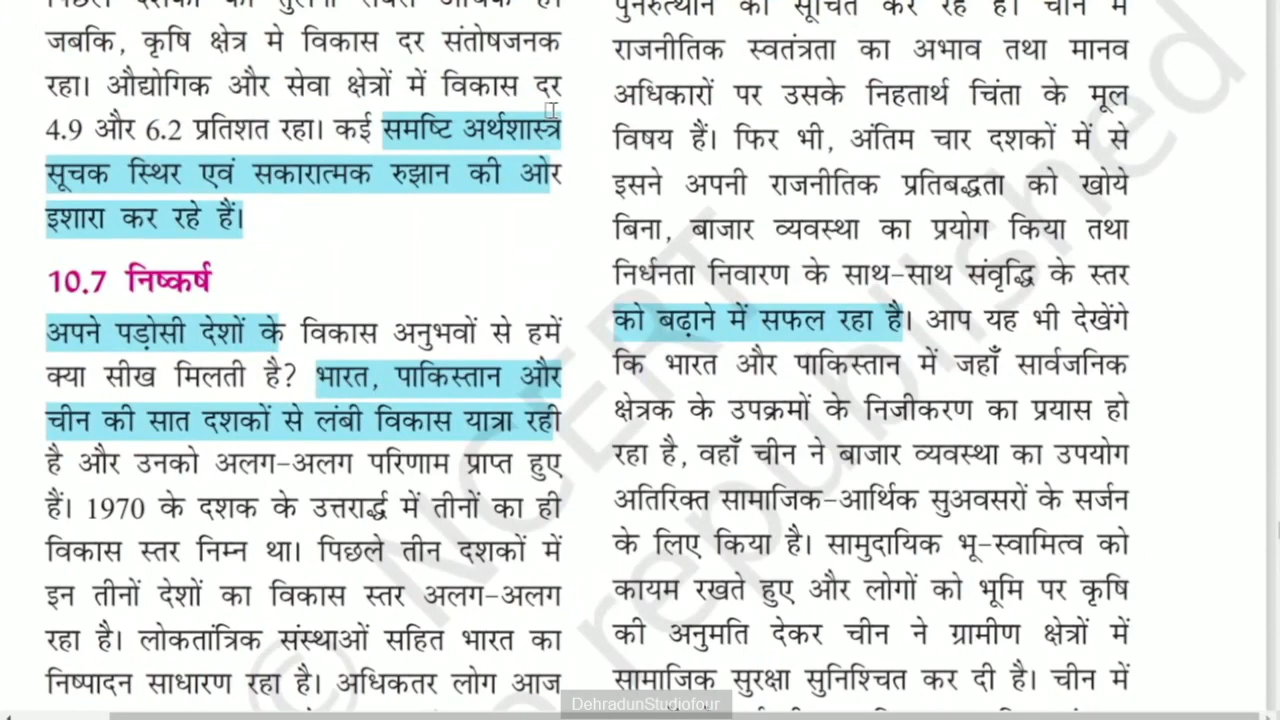 जबकि, कृषि क्षेत्र मे विकास दर संतोषजनक
रहा। औद्योगिक और सेवा क्षेत्रों में विकास दर
4.9 और 6.2 प्रतिशत रहा। कई समष्टि अर्थशास्त्र
सूचक स्थिर एवं सकारात्मक रुझान की ओर
इशारा कर रहे हैं।
10.7 निष्कर्ष
अपने पड़ोसी देशों के विकास अनुभवों से हमें
क्या सीख मिलती है? भारत, पाकिस्तान और
चीन की सात दशकों से लंबी विकास यात्रा रही
है और उनको अलग-अलग परिणाम प्राप्त हुए
हैं। 1970 के दशक के उत्तरार्द्ध में तीनों का ही
विकास स्तर निम्न था। पिछले तीन दशकों में
इन तीनों देशों का विकास स्तर अलग-अलग
रहा है। लोकतांत्रिक संस्थाओं सहित भारत का
निष्पादन साधारण रहा है। अधिकतर लोग आज
पुनरुत्थान को सूचित कर रहे हैं। चीन में
राजनीतिक स्वतंत्रता का अभाव तथा मानव
अधिकारों पर उसके निहतार्थ चिंता के मूल
विषय हैं। फिर भी, अंतिम चार दशकों में से
इसने अपनी राजनीतिक प्रतिबद्धता को खोये
बिना, बाजार व्यवस्था का प्रयोग किया तथा
निर्धनता निवारण के साथ-साथ संवृद्धि के स्तर
को बढ़ाने में सफल रहा है। आप यह भी देखेंगे
कि भारत और पाकिस्तान में जहाँ सार्वजनिक
क्षेत्रक के उपक्रमों के निजीकरण का प्रयास हो
रहा है, वहाँ चीन ने बाजार व्यवस्था का उपयोग
अतिरिक्त सामाजिक-आर्थिक सुअवसरों के सर्जन
के लिए किया है। सामुदायिक भू-स्वामित्व को
कायम रखते हुए और लोगों को भूमि पर कृषि
की अनुमति देकर चीन ने ग्रामीण क्षेत्रों में
सामाजिक सुरक्षा सुनिश्चित कर दी है। चीन में
© NCERT
republished
DehradunStudiofour